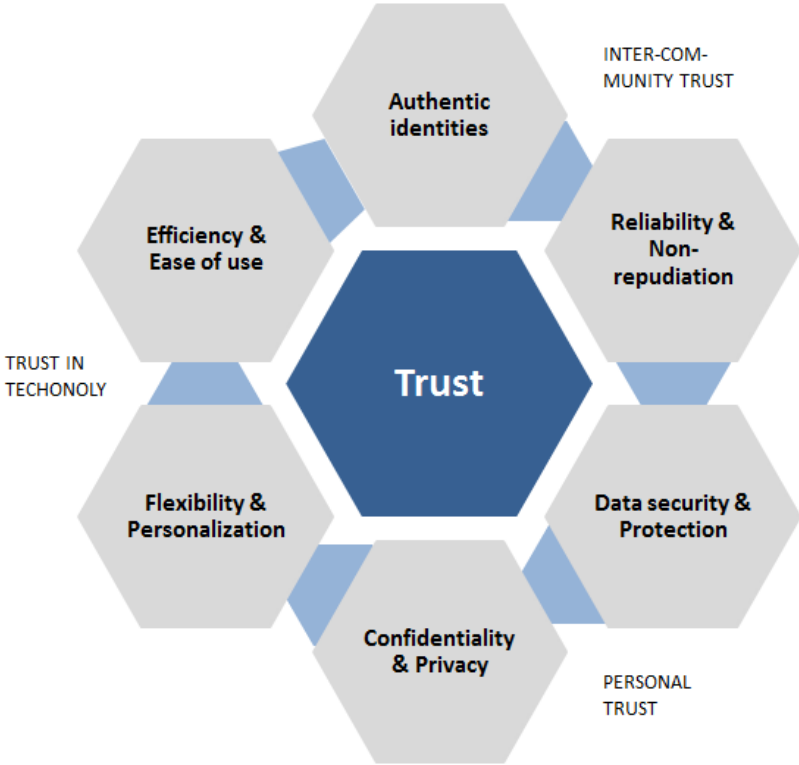 Authentic
identities
INTER-COM-
MUNITY TRUST
Efficiency &
Ease of use
Reliability &
Non-
repudiation
TRUST IN
TECHONOLY
Trust
Flexibility &
Personalization
Data security &
Protection
Confidentiality
& Privacy
PERSONAL
TRUST